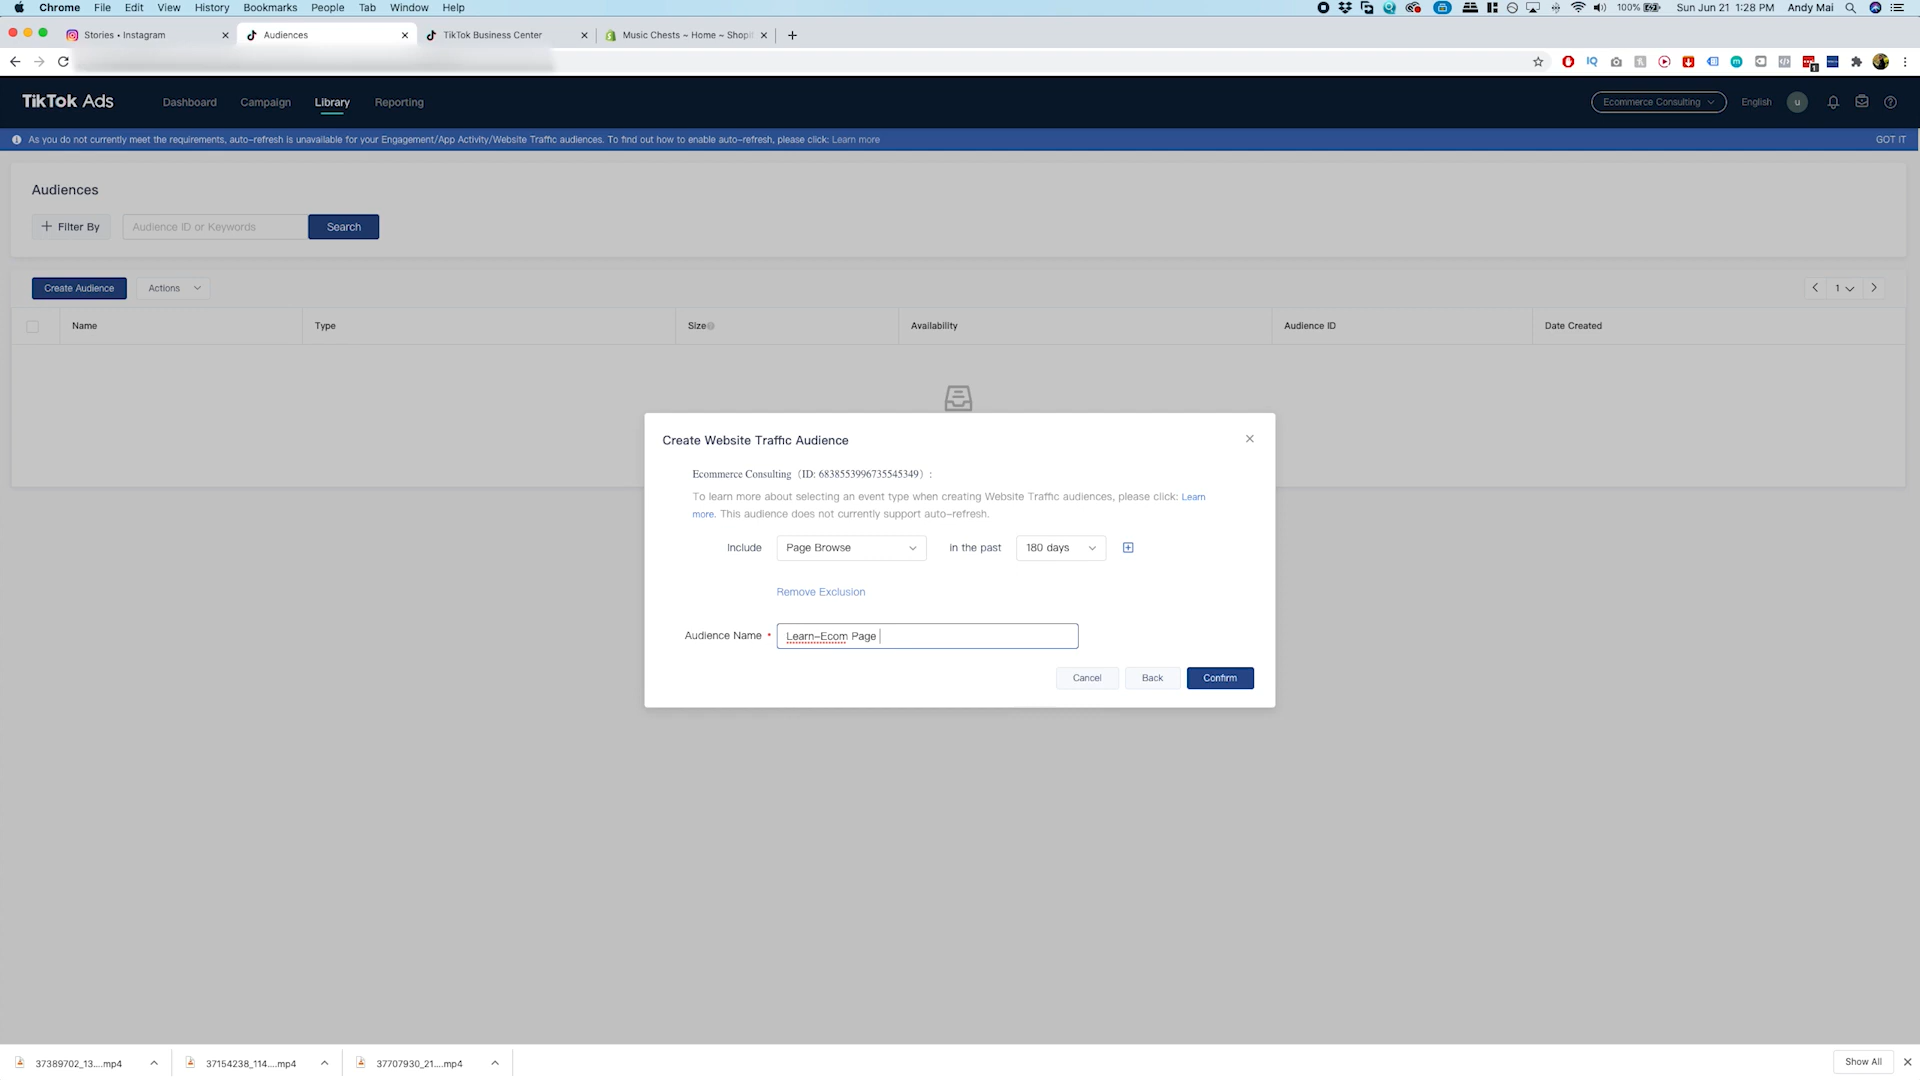 Chrome File Edit View History Bookmarks People Tab Window Help 100% Sun Jun 21 1:28 PM Andy Mai
Stories • Instagram Audiences TikTok Business Center Music Chests ~ Home ~ Shopi
IQ 1
TikTok Ads Dashboard Campaign Library Reporting Ecommerce Consulting English u
As you do not currently meet the requirements, auto-refresh is unavailable for your Engagement/App Activity/Website Traffic audiences. To find out how to enable auto-refresh, please click: Learn more GOT IT
Audiences
Filter By Audience ID or Keywords Search
Create Audience Actions 1
Name Type Size Availability Audience ID Date Created
Create Website Traffic Audience
Ecommerce Consulting (ID: 6838553996735545349) :
To learn more about selecting an event type when creating Website Traffic audiences, please click: Learn
more. This audience does not currently support auto-refresh.
Include Page Browse in the past 180 days
Remove Exclusion
Audience Name * Learn-Ecom Page
Cancel Back Confirm
37389702_13....mp4 37154238_114....mp4 37707930_21....mp4 Show All